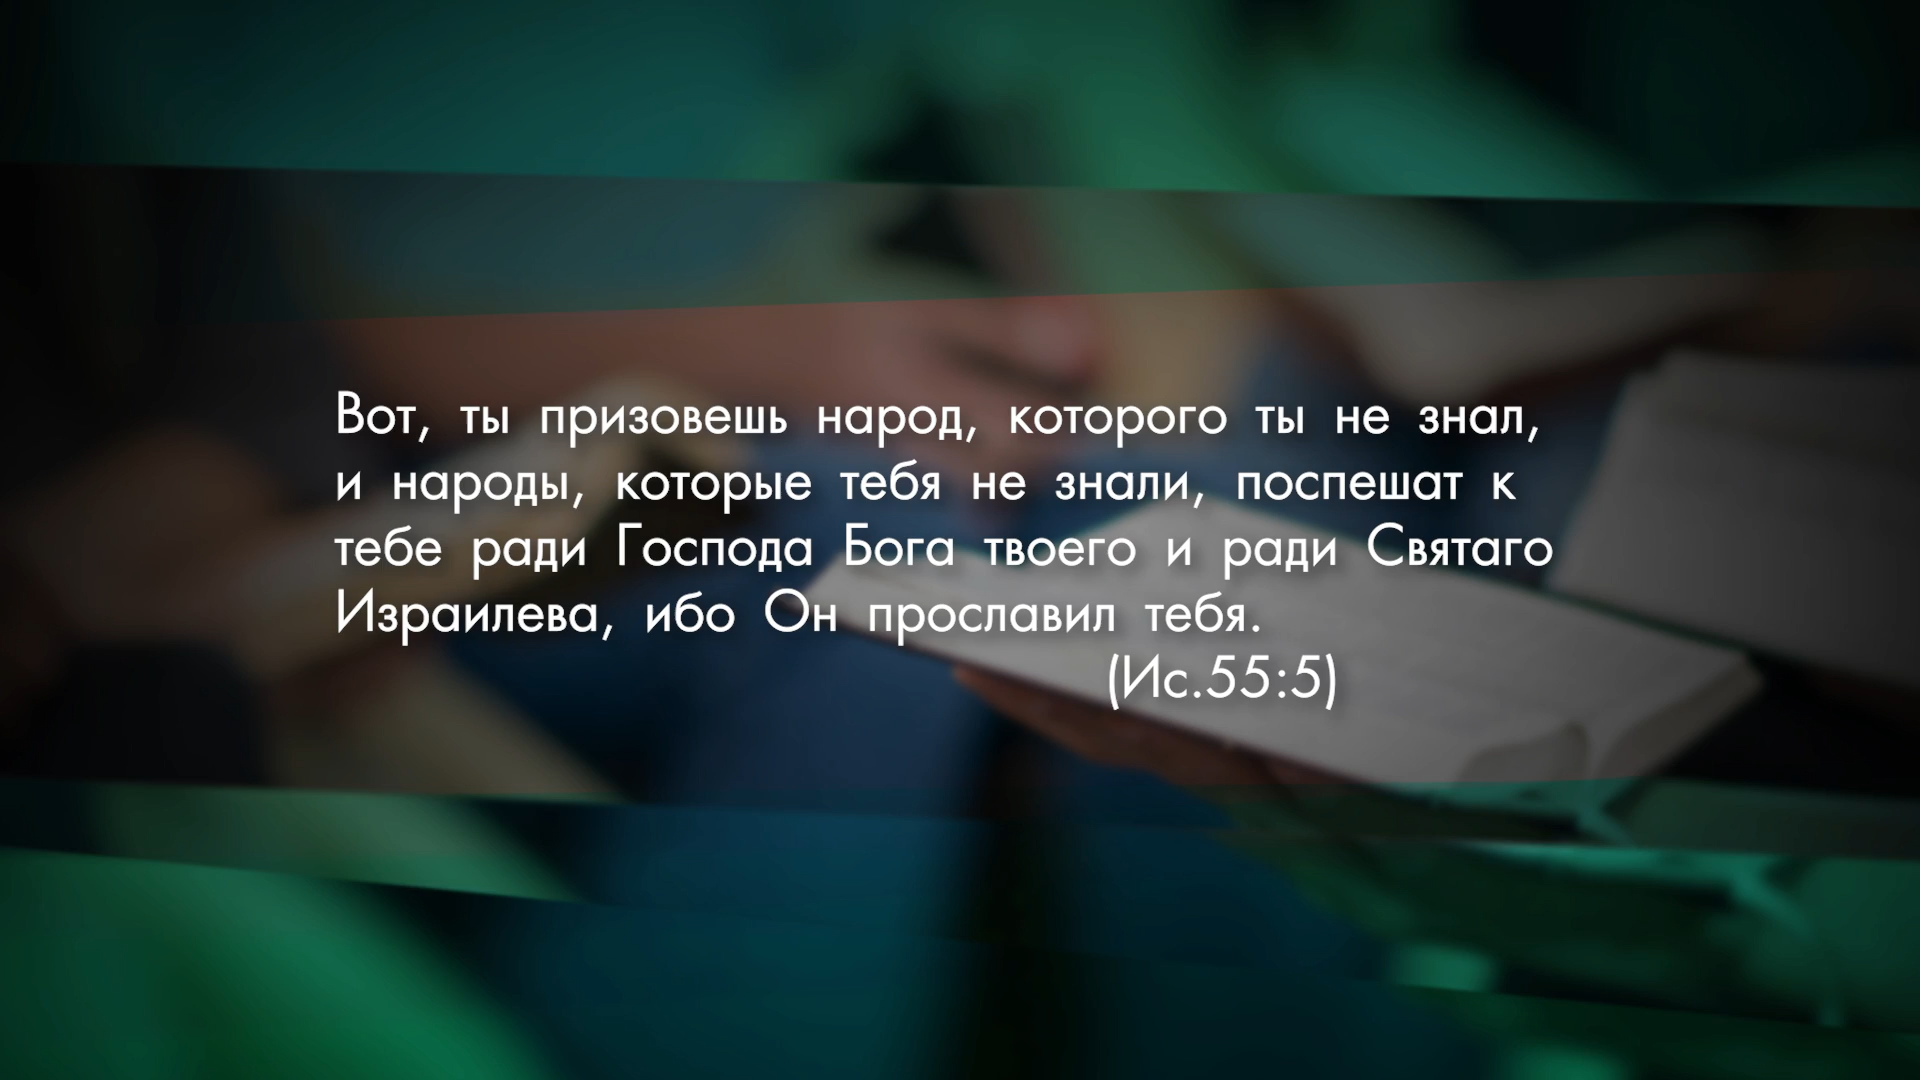 Вот, ты призовешь народ, которого ты не знал,
и народы, которые тебя не знали, поспешат к
тебе ради Господа Бога твоего и ради Святаго
Израилева, ибо Он прославил тебя.
(Ис.55:5)